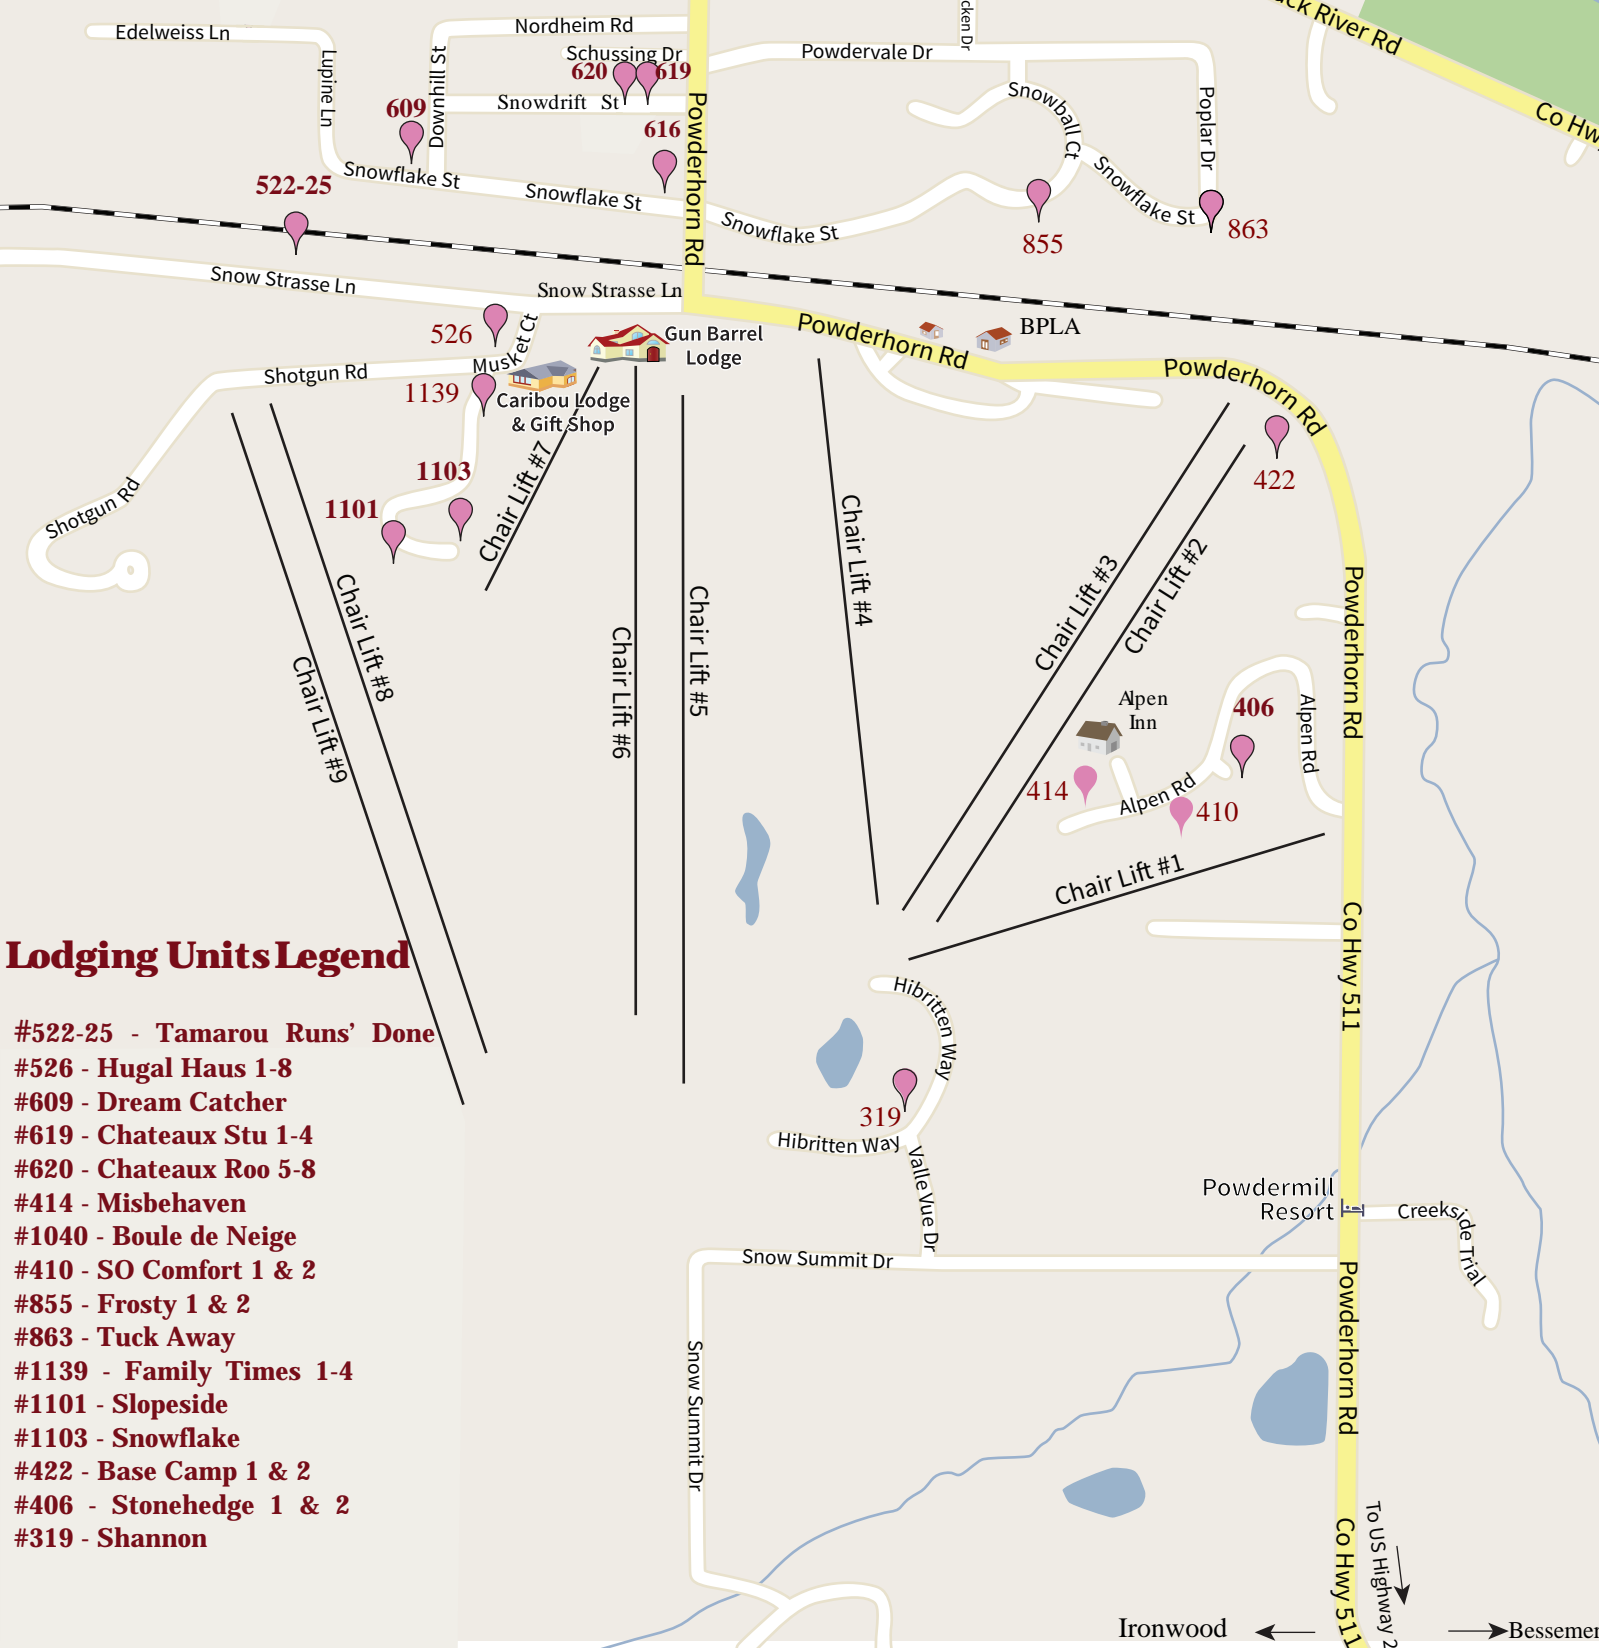 Edelweiss Ln
Nordheim Rd
Schussing Dr
620
619
Powdervale Dr
cken Dr
ck River Rd
Co Hw
Lupine Ln
Downhill St
609
Snowdrift St
616
Powderhorn Rd
Snowball Ct
Poplar Dr
Snowflake St
Snowflake St
Snowflake St
Snowflake St
522-25
855
863
Snow Strasse Ln
Snow Strasse Ln
526
Musket Ct
Gun Barrel
Lodge
Powderhorn Rd
BPLA
Powderhorn Rd
Shotgun Rd
1139
Caribou Lodge
& Gift Shop
422
Shotgun Rd
1103
1101
Chair Lift #7
Chair Lift #4
Chair Lift #3
Chair Lift #2
Chair Lift #8
Chair Lift #9
Chair Lift #6
Chair Lift #5
Powderhorn Rd
Alpen
Inn
406
Alpen Rd
414
Alpen Rd
410
Chair Lift #1
Co Hwy 511
Lodging Units Legend
#522-25 - Tamarou Runs’ Done
#526 - Hugal Haus 1-8
#609 - Dream Catcher
#619 - Chateaux Stu 1-4
#620 - Chateaux Roo 5-8
#414 - Misbehaven
#1040 - Boule de Neige
#410 - SO Comfort 1 & 2
#855 - Frosty 1 & 2
#863 - Tuck Away
#1139 - Family Times 1-4
#1101 - Slopeside
#1103 - Snowflake
#422 - Base Camp 1 & 2
#406 - Stonehedge 1 & 2
#319 - Shannon
Hibritten Way
319
Hibritten Way
Valle Vue Dr
Powdermill
Resort
Creekside Trial
Snow Summit Dr
Snow Summit Dr
Powderhorn Rd
Co Hwy 511
To US Highway 2
Ironwood
Bessemer